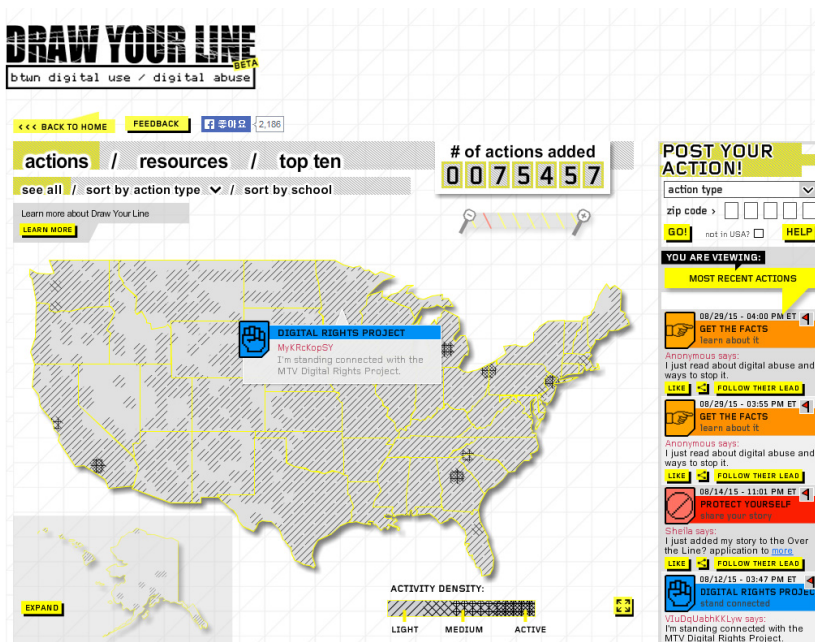 DRAW YOUR LINE
BETA
btwn digital use / digital abuse
<<< BACK TO HOME
FEEDBACK
좋아요
2,186
actions / resources / top ten
see all / sort by action type / sort by school
# of actions added
0075457
Learn more about Draw Your Line
LEARN MORE
DIGITAL RIGHTS PROJECT
MyKRcKopSY
I'm standing connected with the
MTV Digital Rights Project.
EXPAND
ACTIVITY DENSITY:
LIGHT MEDIUM ACTIVE
POST YOUR
ACTION!
action type
zip code >
GO! not in USA? HELP
YOU ARE VIEWING:
MOST RECENT ACTIONS
08/29/15 - 04:00 PM ET
GET THE FACTS
learn about it
Anonymous says:
I just read about digital abuse and
ways to stop it.
LIKE FOLLOW THEIR LEAD
08/29/15 - 03:55 PM ET
GET THE FACTS
learn about it
Anonymous says:
I just read about digital abuse and
ways to stop it.
LIKE FOLLOW THEIR LEAD
08/14/15 - 11:01 PM ET
PROTECT YOURSELF
share your story
Sheila says:
I just added my story to the Over
the Line? application to more
LIKE FOLLOW THEIR LEAD
08/12/15 - 03:47 PM ET
DIGITAL RIGHTS PROJEC
stand connected
VIuDqUabhKKLyw says:
I'm standing connected with the
MTV Digital Rights Project.